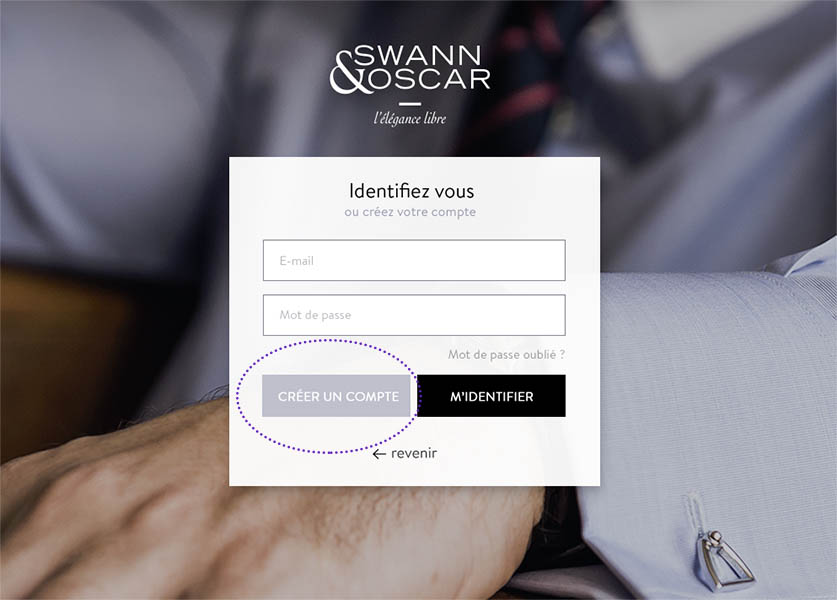 SWANN
&OSCAR
l'élégance libre
Identifiez vous
ou créez votre compte
E-mail
Mot de passe
Mot de passe oublié ?
CRÉER UN COMPTE
M'IDENTIFIER
← revenir